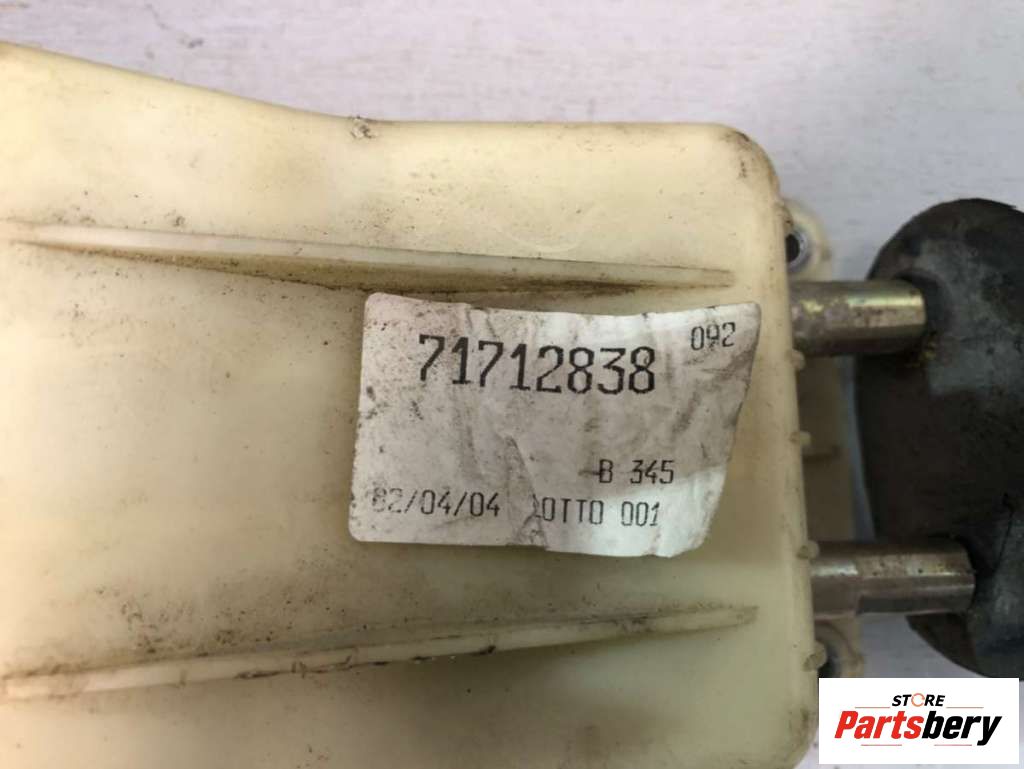 71712838 092
B 345
02/04/04 LOTTO 001
STORE
Partsbery